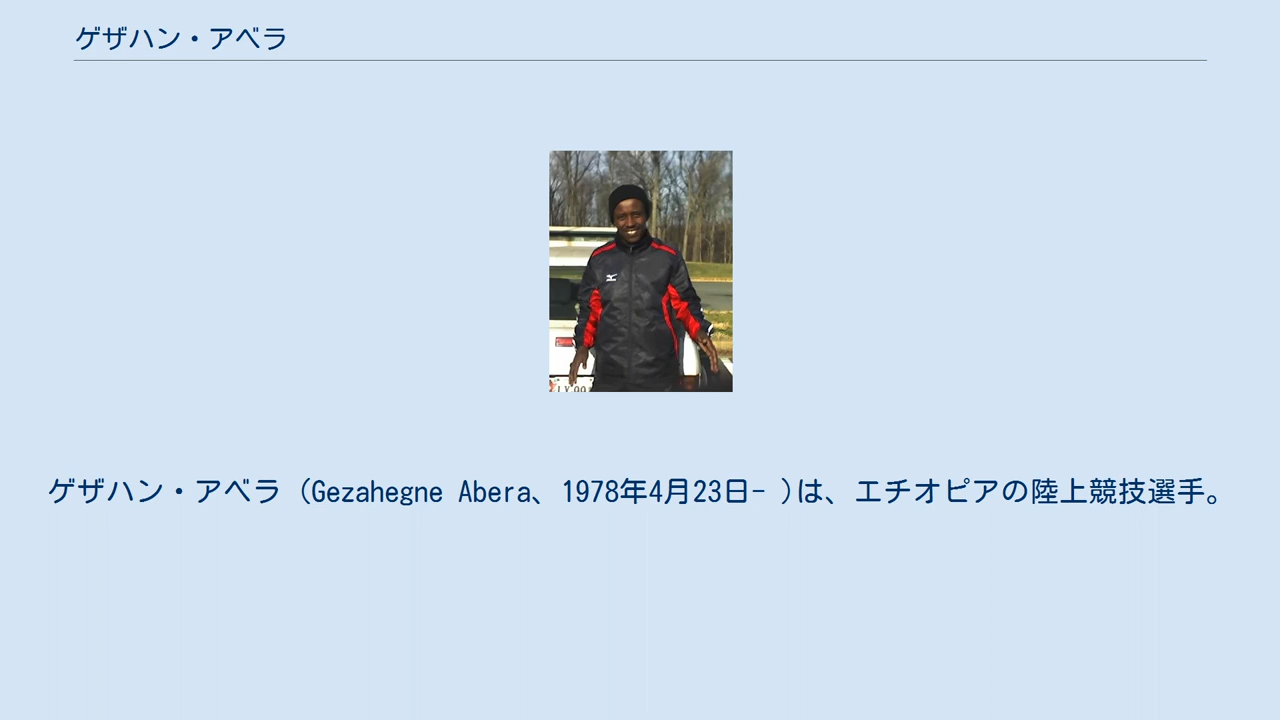 ゲザハン・アベラ
ゲザハン・アベラ（Gezahegne Abera、1978年4月23日- )は、エチオピアの陸上競技選手。